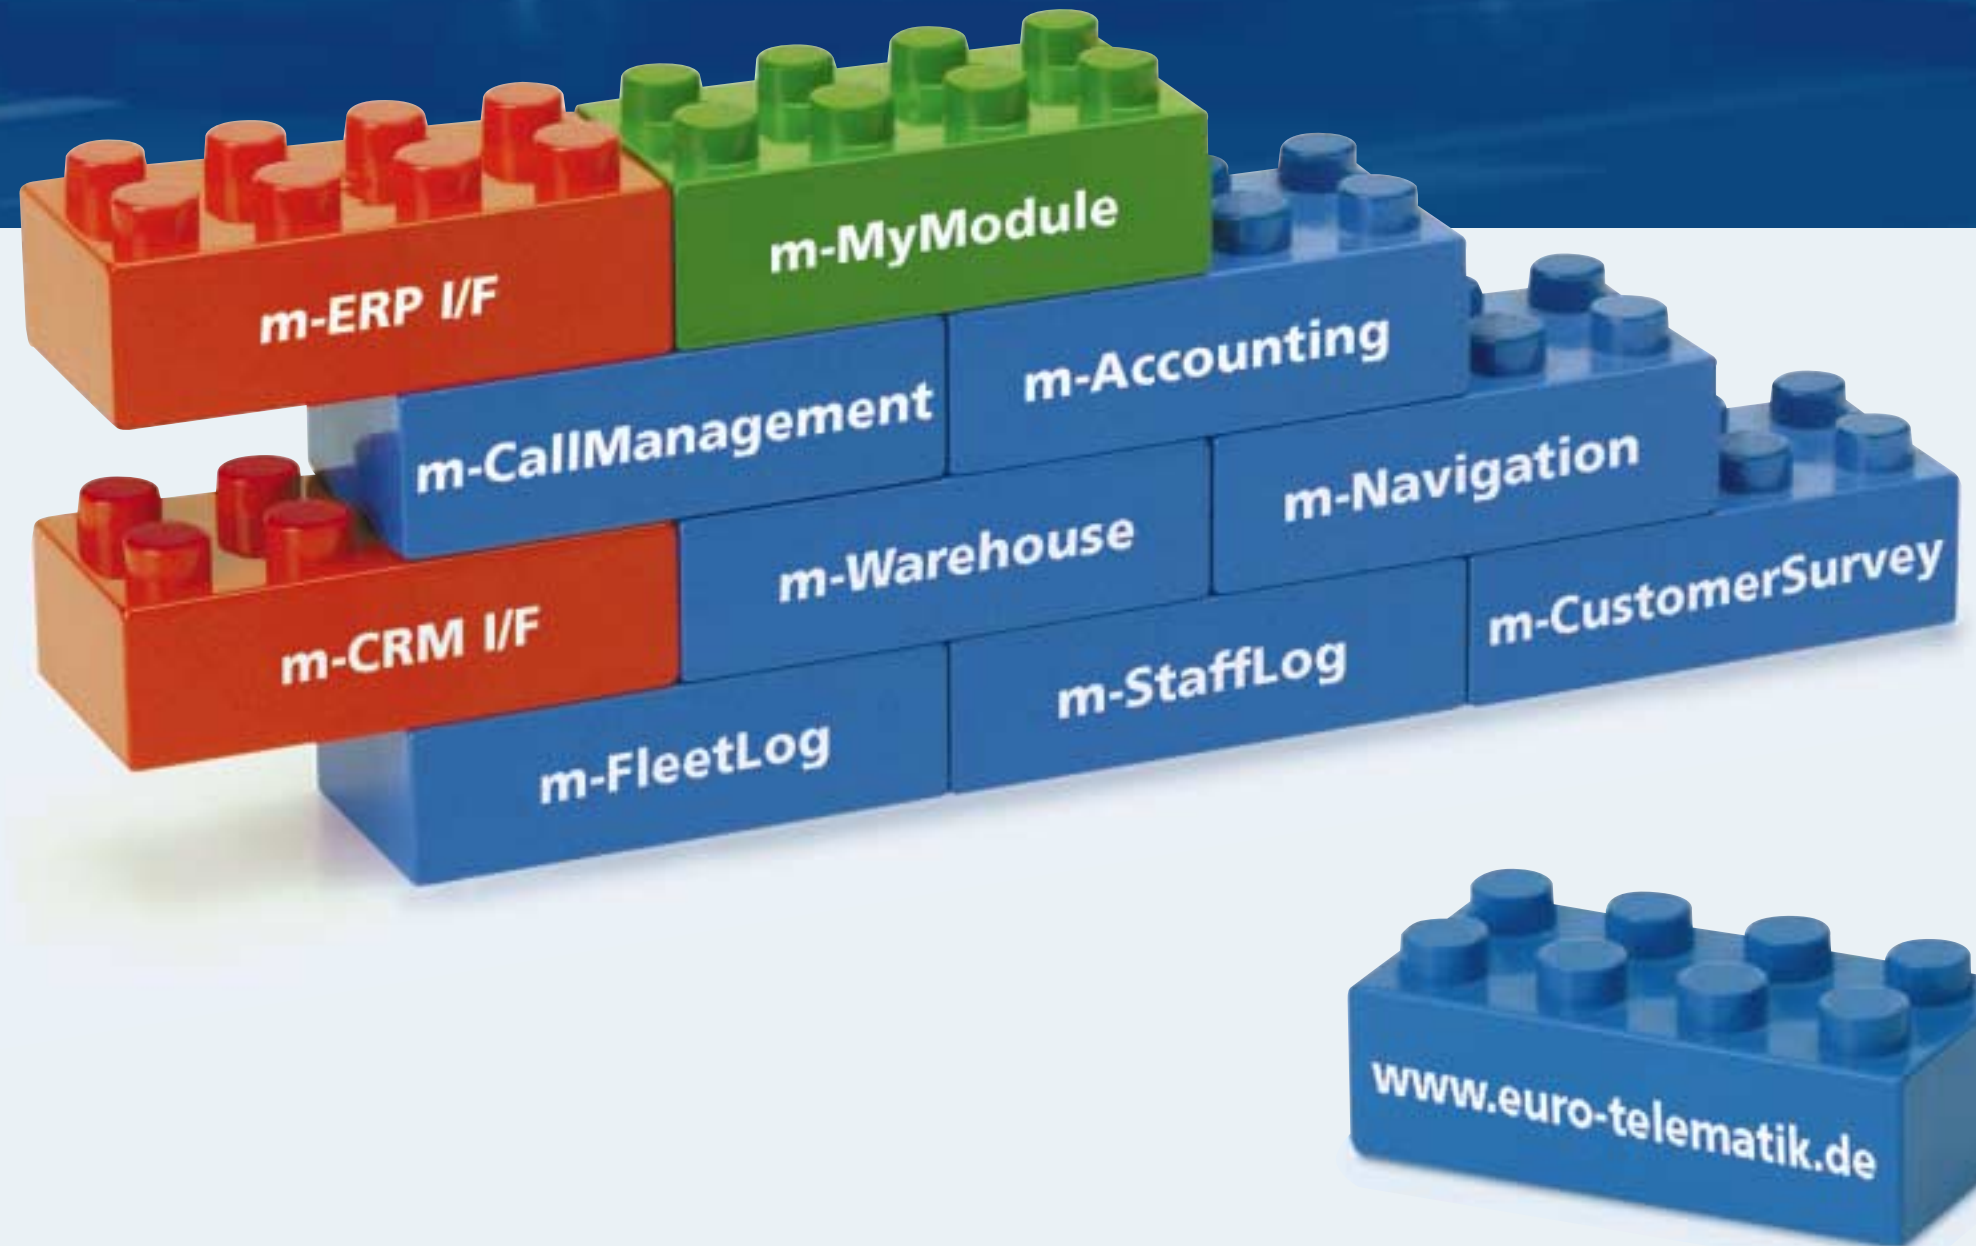 m-ERP I/F
m-MyModule
m-CallManagement
m-Accounting
m-CRM I/F
m-Warehouse
m-Navigation
m-FleetLog
m-StaffLog
m-CustomerSurvey
www.euro-telematik.de